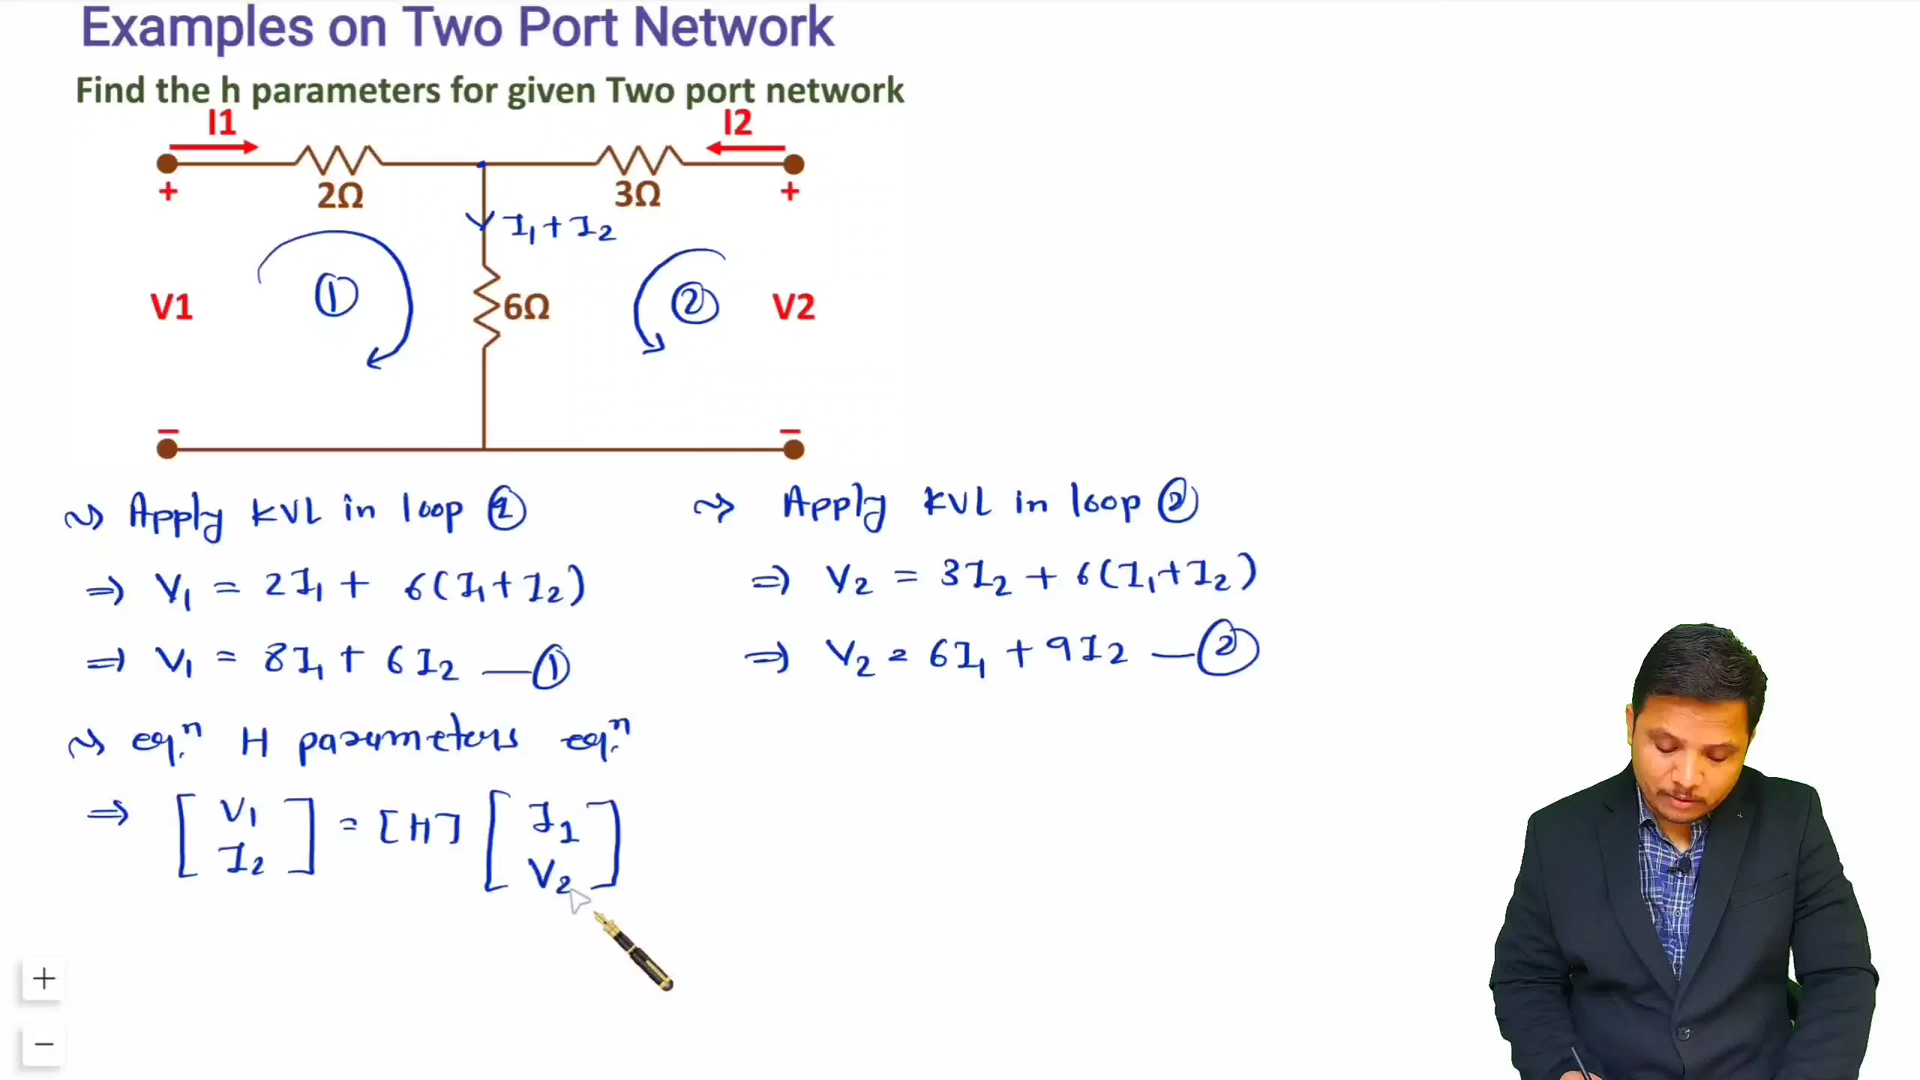 Examples on Two Port Network
Find the h parameters for given Two port network
I1
I2
+
2Ω
3Ω
+
I₁+I₂
V1
①
6Ω
②
V2
−
−
~> Apply KVL in loop ①
⇒ V₁ = 2I₁ + 6(I₁+I₂)
⇒ V₁ = 8I₁ + 6I₂ —①
~> Apply KVL in loop ②
⇒ V₂ = 3I₂ + 6(I₁+I₂)
⇒ V₂ = 6I₁ + 9I₂ —②
~> eq.ⁿ H parameters eq.ⁿ
⇒ [V₁ I₂] = [H] [I₁ V₂]
+
−